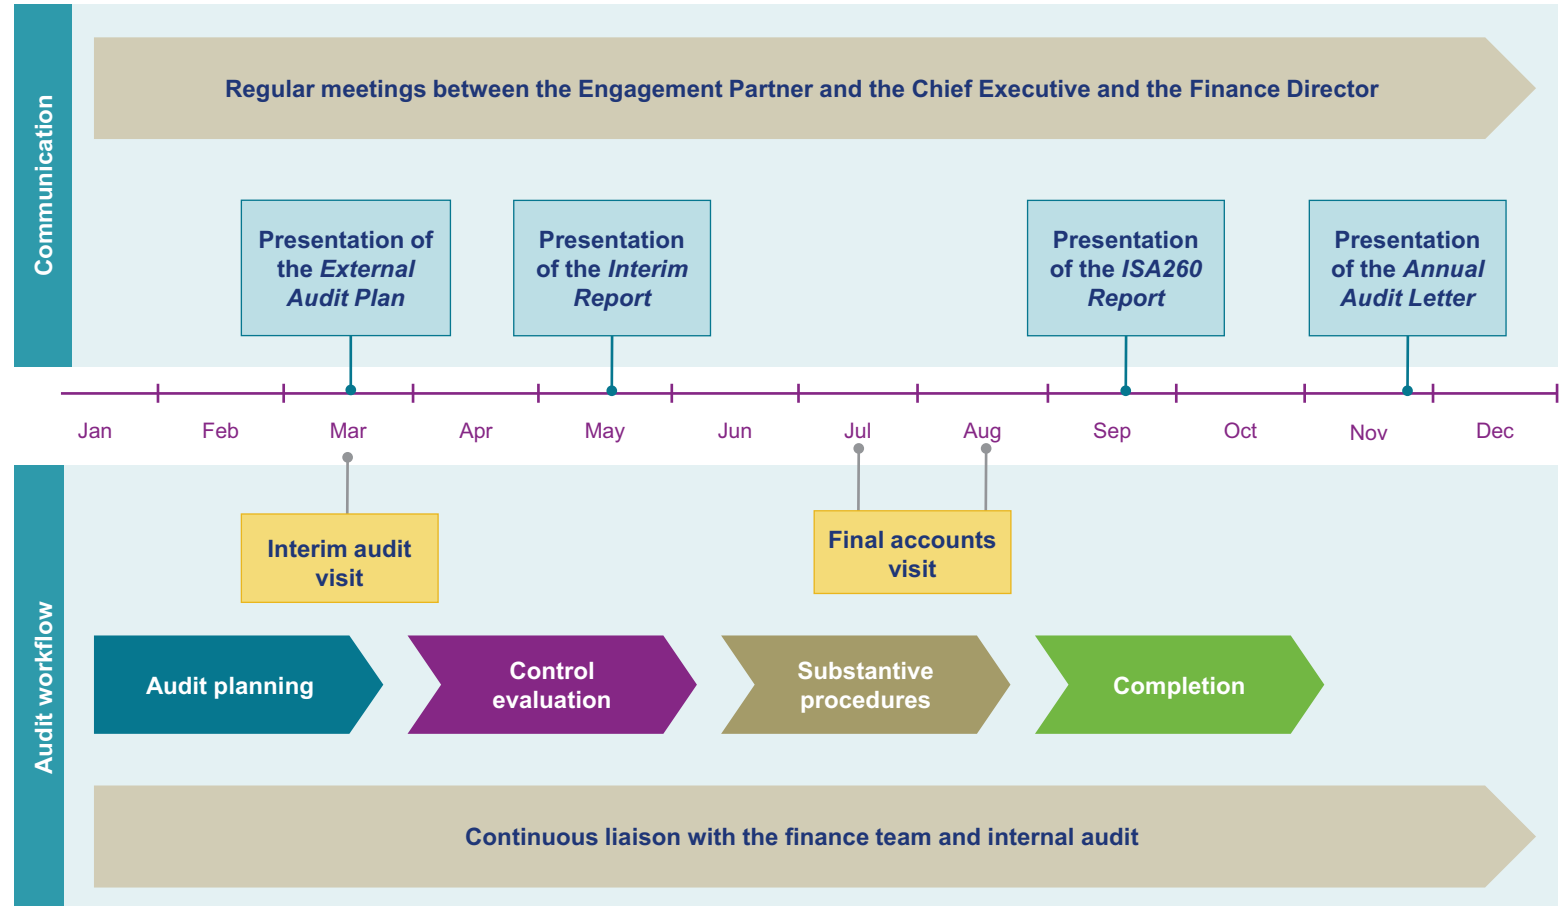 Communication
Regular meetings between the Engagement Partner and the Chief Executive and the Finance Director
Presentation of
the External
Audit Plan
Presentation
of the Interim
Report
Presentation
of the ISA260
Report
Presentation
of the Annual
Audit Letter
Jan Feb Mar Apr May Jun Jul Aug Sep Oct Nov Dec
Audit workflow
Interim audit
visit
Final accounts
visit
Audit planning
Control
evaluation
Substantive
procedures
Completion
Continuous liaison with the finance team and internal audit